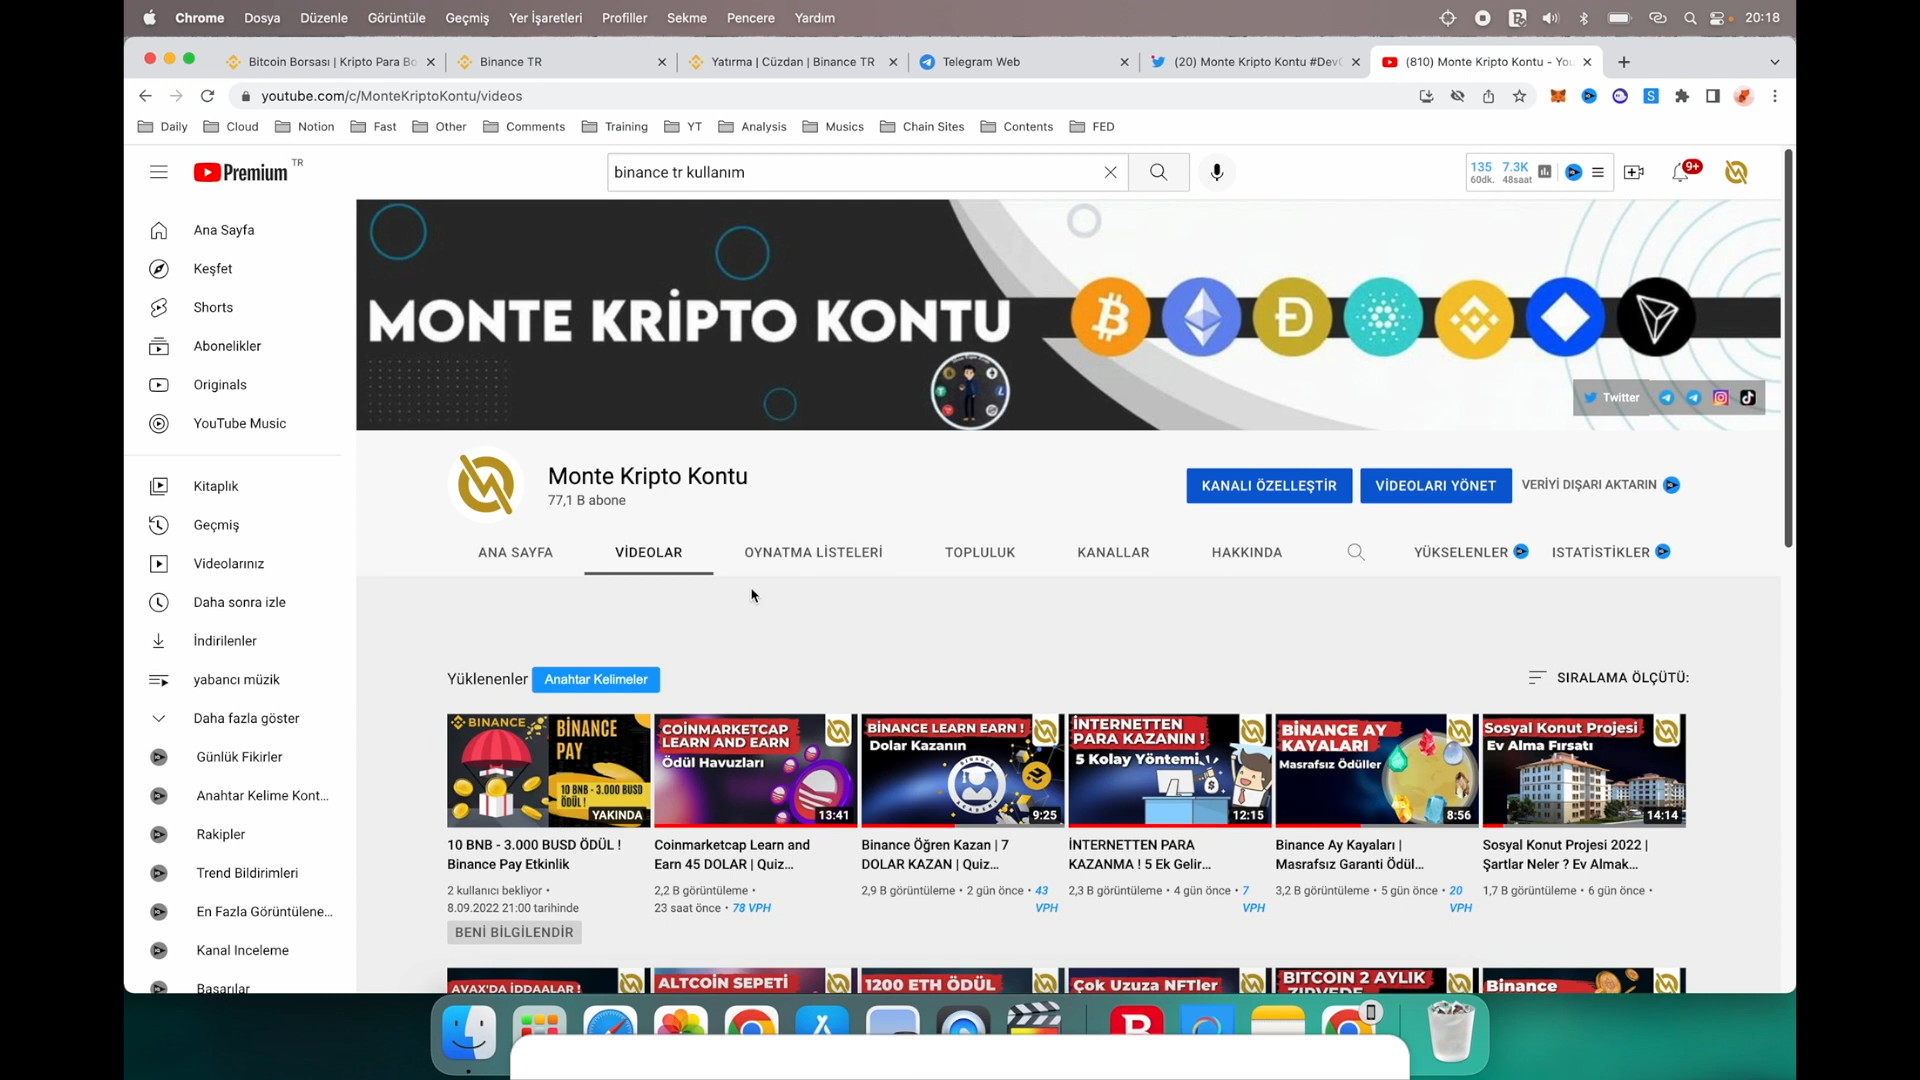 Chrome Dosya Düzenle Görüntüle Geçmiş Yer İşaretleri Profiller Sekme Pencere Yardım 20:18
Bitcoin Borsası | Kripto Para Bo Binance TR Yatırma | Cüzdan | Binance TR Telegram Web (20) Monte Kripto Kontu #Dev (810) Monte Kripto Kontu - You
youtube.com/c/MonteKriptoKontu/videos
Daily Cloud Notion Fast Other Comments Training YT Analysis Musics Chain Sites Contents FED
Premium TR
binance tr kullanım
135 7.3K
60dk. 48saat
9+
Ana Sayfa
Keşfet
Shorts
Abonelikler
Originals
YouTube Music
Kitaplık
Geçmiş
Videolarınız
Daha sonra izle
İndirilenler
yabancı müzik
Daha fazla göster
Günlük Fikirler
Anahtar Kelime Kont...
Rakipler
Trend Bildirimleri
En Fazla Görüntülene...
Kanal Inceleme
Başarılar
MONTE KRİPTO KONTU
Twitter
Monte Kripto Kontu
77,1 B abone
KANALI ÖZELLEŞTİR VİDEOLARI YÖNET VERİYİ DIŞARI AKTARIN
ANA SAYFA VİDEOLAR OYNATMA LİSTELERİ TOPLULUK KANALLAR HAKKINDA YÜKSELENLER ISTATİSTİKLER
Yüklenenler Anahtar Kelimeler SIRALAMA ÖLÇÜTÜ:
BINANCE
BİNANCE
PAY
10 BNB - 3.000 BUSD
ÖDÜL !
YAKINDA
10 BNB - 3.000 BUSD ÖDÜL !
Binance Pay Etkinlik
2 kullanıcı bekliyor •
8.09.2022 21:00 tarihinde
BENİ BİLGİLENDİR
COİNMARKETCAP
LEARN AND EARN
Ödül Havuzları
13:41
Coinmarketcap Learn and
Earn 45 DOLAR | Quiz...
2,2 B görüntüleme •
23 saat önce • 78 VPH
BİNANCE LEARN EARN !
Dolar Kazanın
ACADEMY
9:25
Binance Öğren Kazan | 7
DOLAR KAZAN | Quiz...
2,9 B görüntüleme • 2 gün önce • 43
VPH
İNTERNETTEN
PARA KAZANIN !
5 Kolay Yöntemi
12:15
İNTERNETTEN PARA
KAZANMA ! 5 Ek Gelir...
2,3 B görüntüleme • 4 gün önce • 7
VPH
BİNANCE AY
KAYALARI
Masrafsız Ödüller
8:56
Binance Ay Kayaları |
Masrafsız Garanti Ödül...
3,2 B görüntüleme • 5 gün önce • 20
VPH
Sosyal Konut Projesi
Ev Alma Fırsatı
14:14
Sosyal Konut Projesi 2022 |
Şartlar Neler ? Ev Almak...
1,7 B görüntüleme • 6 gün önce •
AVAX'DA İDDAALAR !
ALTCOİN SEPETİ
1200 ETH ÖDÜL
Çok Uzuza NFTler
BITCOIN 2 AYLIK
ZIRVEDE
Binance